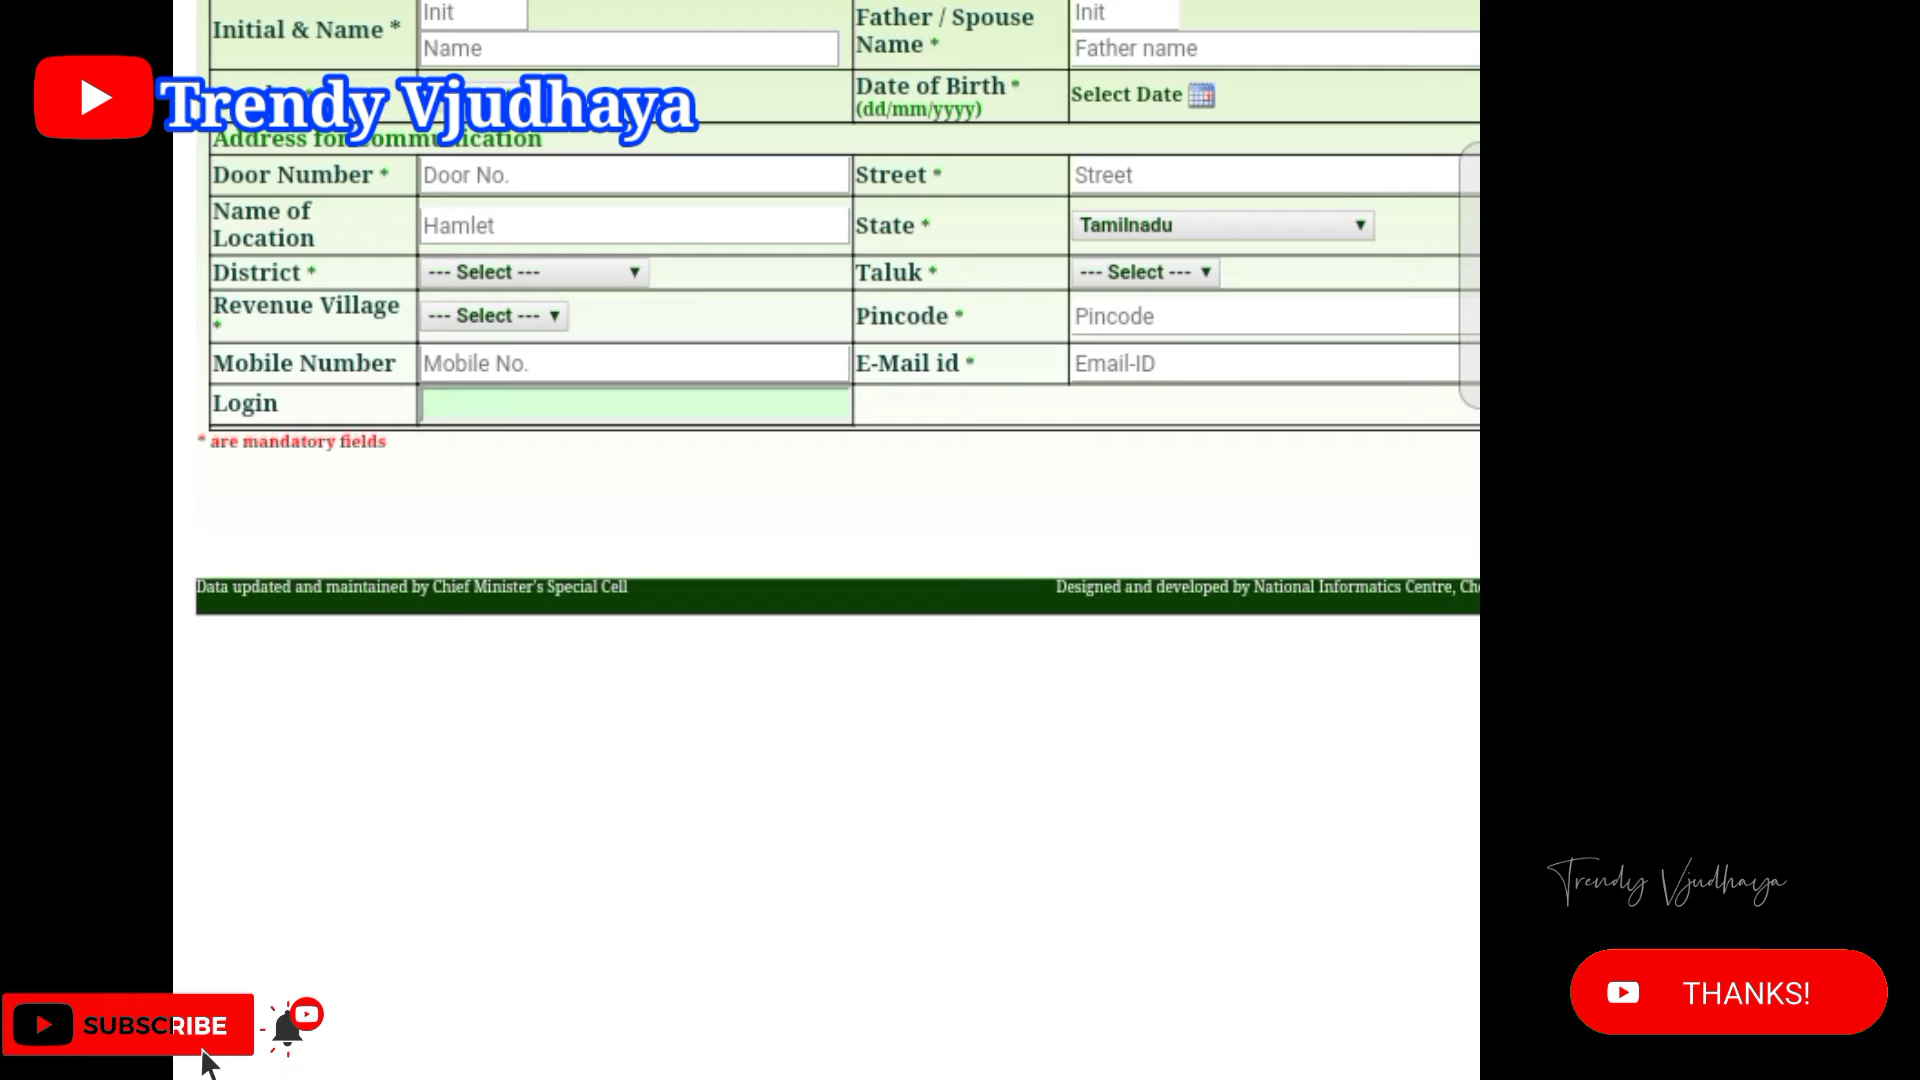 Initial & Name *
Init
Name
Father / Spouse
Name *
Init
Father name
Trendy Vjudhaya
Date of Birth *
(dd/mm/yyyy)
Select Date
Address for communication
Door Number *
Door No.
Street *
Street
Name of
Location
Hamlet
State *
Tamilnadu
District *
--- Select ---
Taluk *
--- Select ---
Revenue Village
*
--- Select ---
Pincode *
Pincode
Mobile Number
Mobile No.
E-Mail id *
Email-ID
Login
* are mandatory fields
Data updated and maintained by Chief Minister's Special Cell
Designed and developed by National Informatics Centre,
Trendy Vjudhaya
THANKS!
SUBSCRIBE